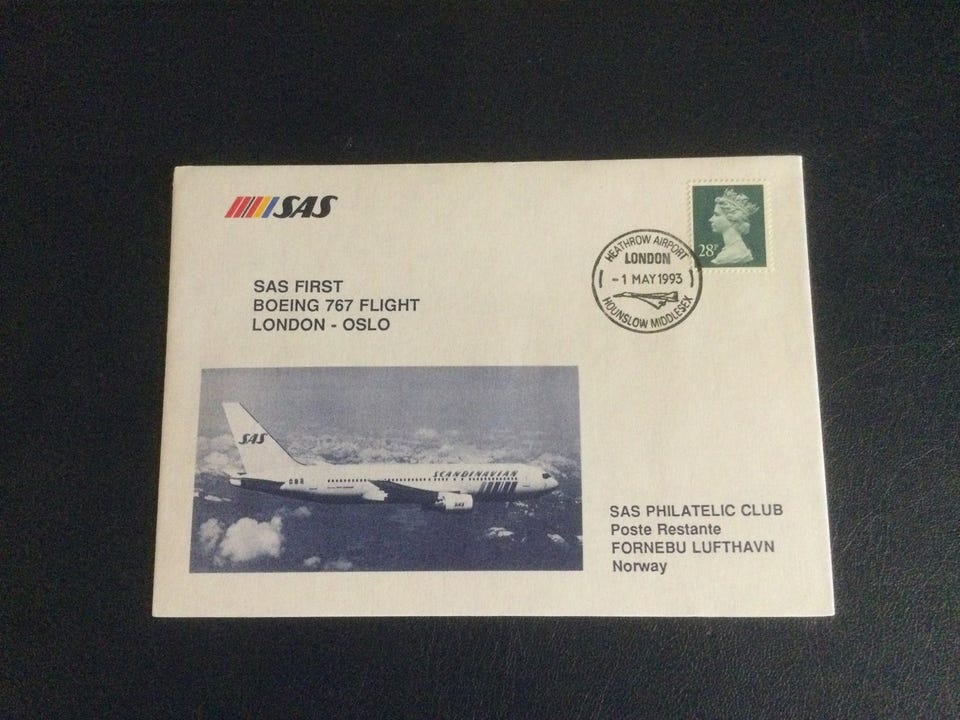 SAS
SAS FIRST
BOEING 767 FLIGHT
LONDON - OSLO
28P
HEATHROW AIRPORT
LONDON
- 1 MAY 1993
HOUNSLOW MIDDLESEX
SAS
SCANDINAVIAN
SAS
SAS PHILATELIC CLUB
Poste Restante
FORNEBU LUFTHAVN
Norway